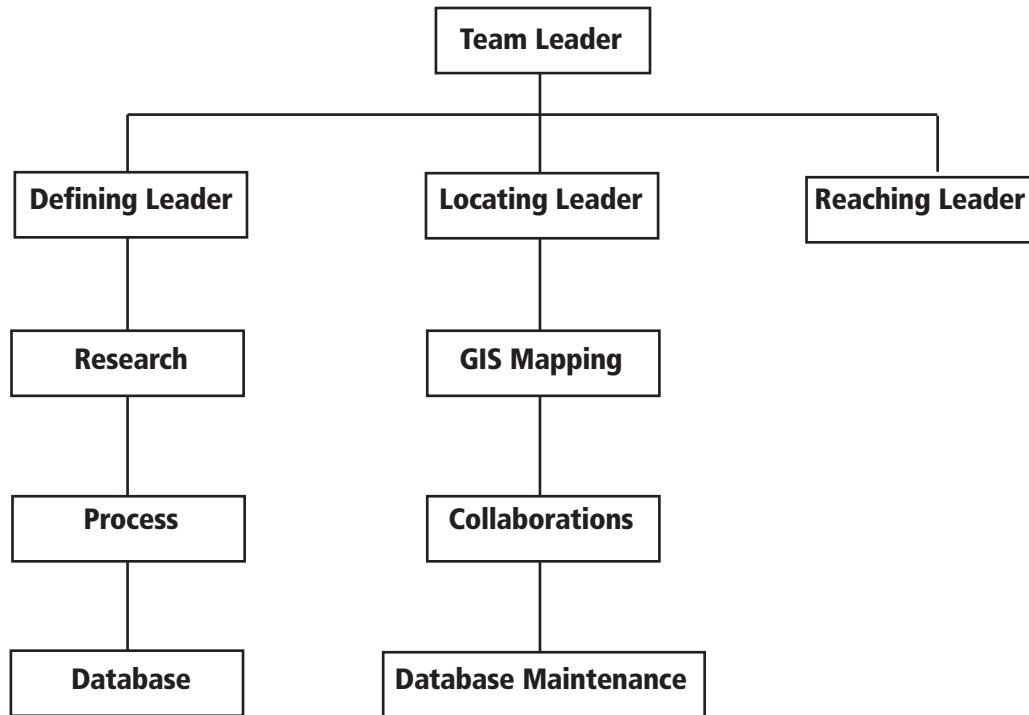 Team Leader
Defining Leader
Locating Leader
Reaching Leader
Research
GIS Mapping
Process
Collaborations
Database
Database Maintenance